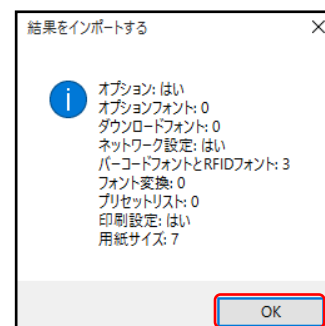 結果をインポートする
オプション: はい
オプションフォント: 0
ダウンロードフォント: 0
ネットワーク設定: はい
バーコードフォントとRFIDフォント: 3
フォント変換: 0
プリセットリスト: 0
印刷設定: はい
用紙サイズ: 7
OK